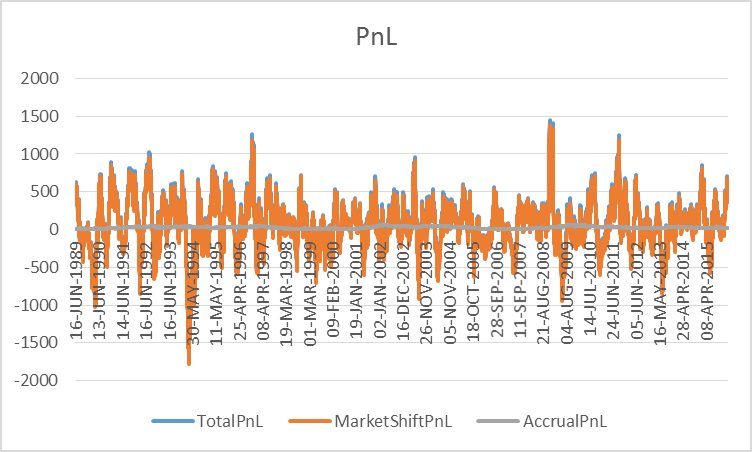 PnL
2000
1500
1000
500
0
-500
-1000
-1500
-2000
16-JUN-1989
13-JUN-1990
14-JUN-1991
16-JUN-1992
16-JUN-1993
30-MAY-1994
11-MAY-1995
25-APR-1996
08-APR-1997
19-MAR-1998
01-MAR-1999
09-FEB-2000
19-JAN-2001
02-JAN-2002
16-DEC-2002
26-NOV-2003
05-NOV-2004
18-OCT-2005
28-SEP-2006
11-SEP-2007
21-AUG-2008
04-AUG-2009
14-JUL-2010
24-JUN-2011
05-JUN-2012
16-MAY-2013
28-APR-2014
08-APR-2015
TotalPnL MarketShiftPnL AccrualPnL